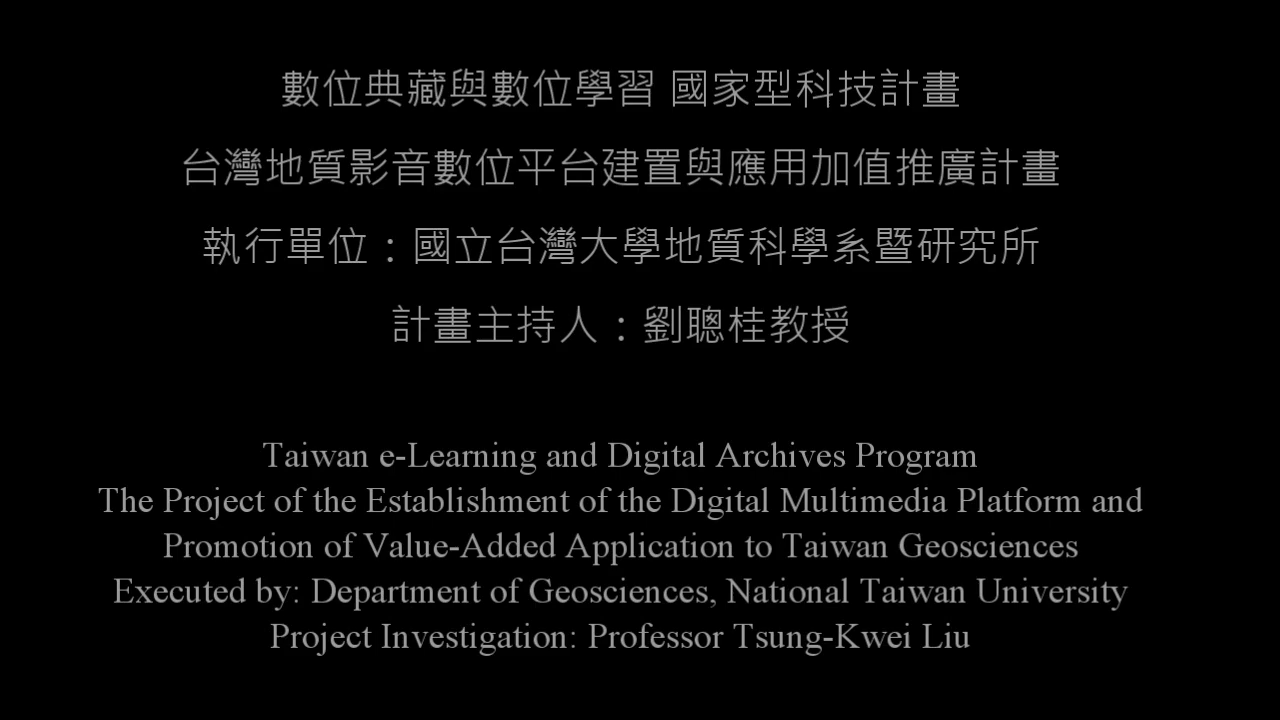 數位典藏與數位學習 國家型科技計畫
台灣地質影音數位平台建置與應用加值推廣計畫
執行單位：國立台灣大學地質科學系暨研究所
計畫主持人：劉聰桂教授
Taiwan e-Learning and Digital Archives Program
The Project of the Establishment of the Digital Multimedia Platform and
Promotion of Value-Added Application to Taiwan Geosciences
Executed by: Department of Geosciences, National Taiwan University
Project Investigation: Professor Tsung-Kwei Liu